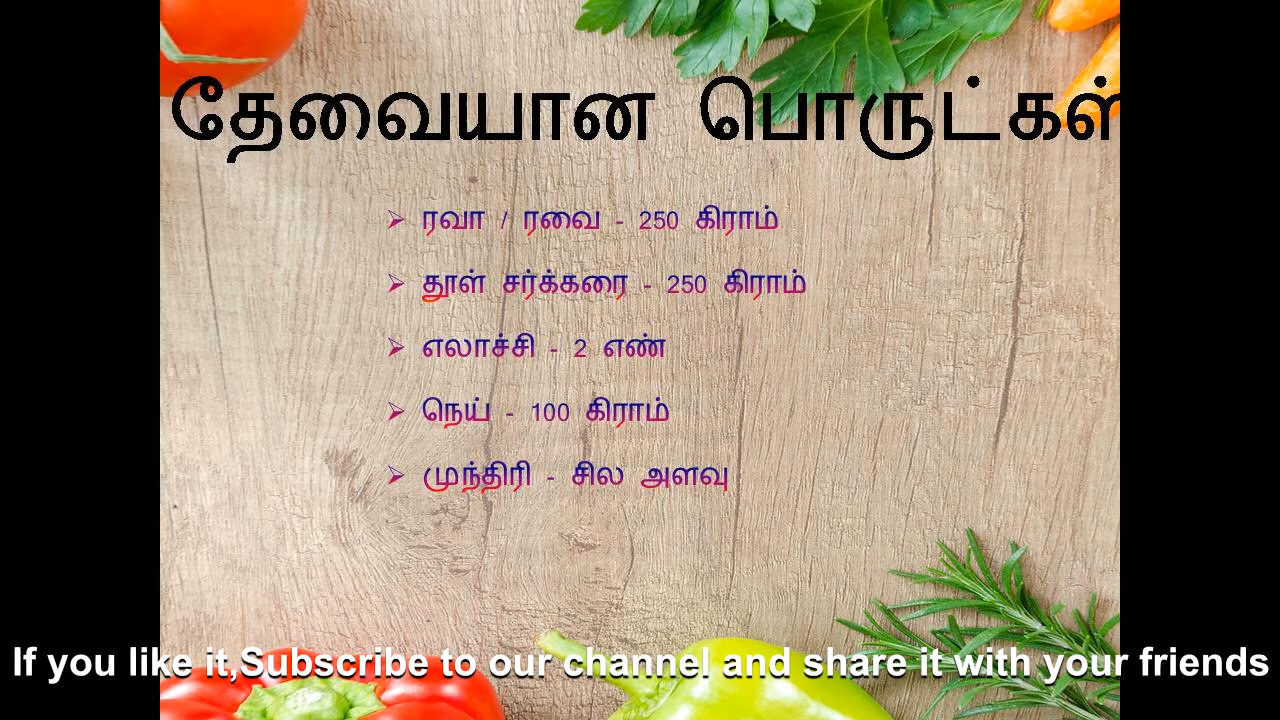 தேவையான பொருட்கள்
ரவா / ரவை - 250 கிராம்
தூள் சர்க்கரை - 250 கிராம்
எலாச்சி - 2 எண்
நெய் - 100 கிராம்
முந்திரி - சில அளவு
If you like it,Subscribe to our channel and share it with your friends